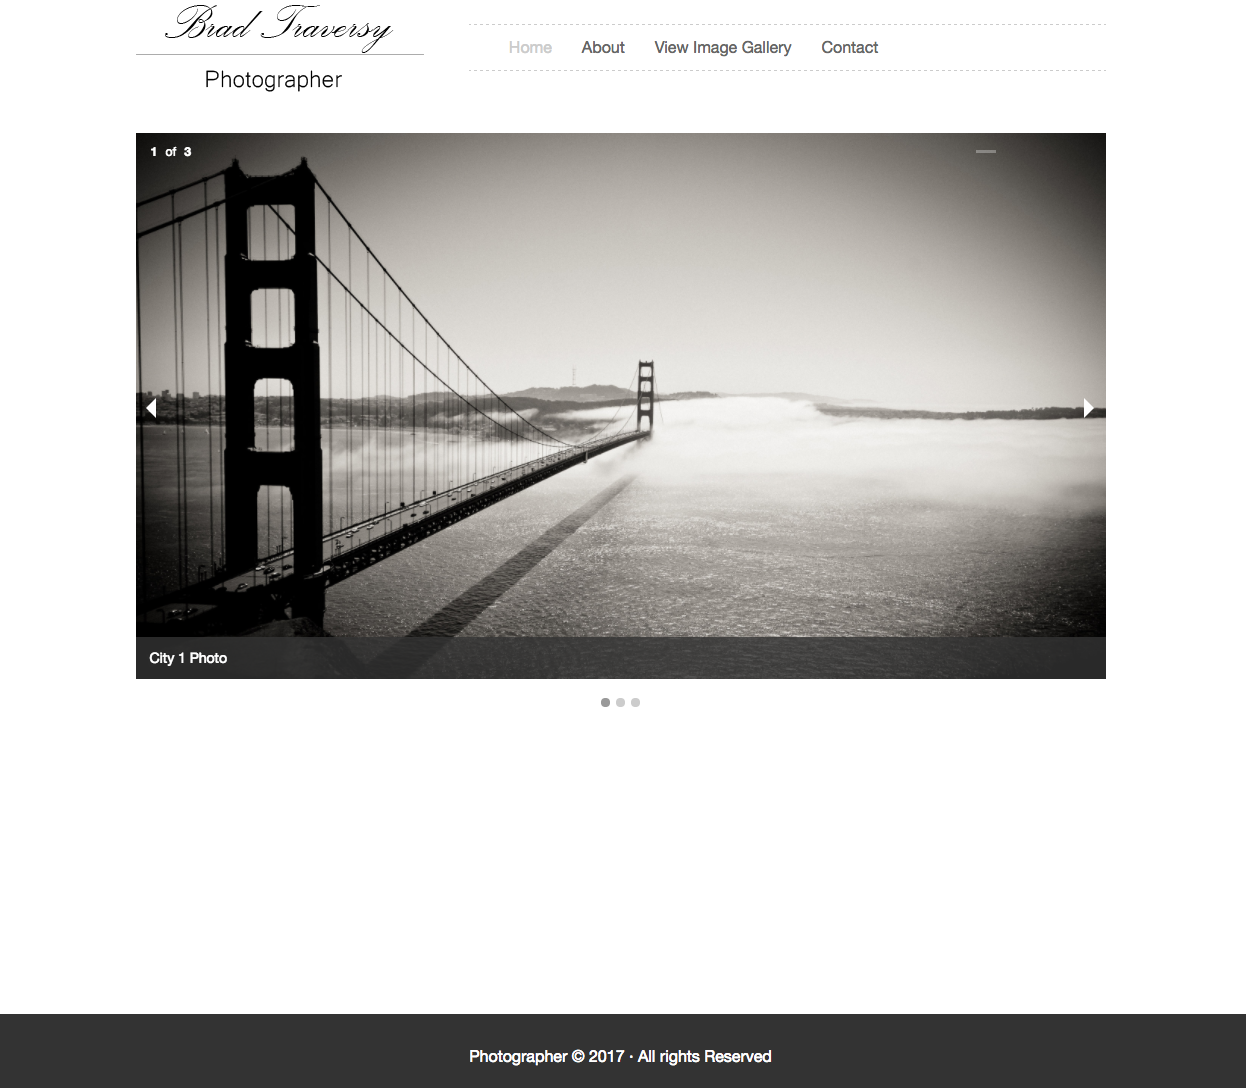 Brad Traversy
Photographer
Home About View Image Gallery Contact
1 of 3
City 1 Photo
Photographer © 2017 · All rights Reserved